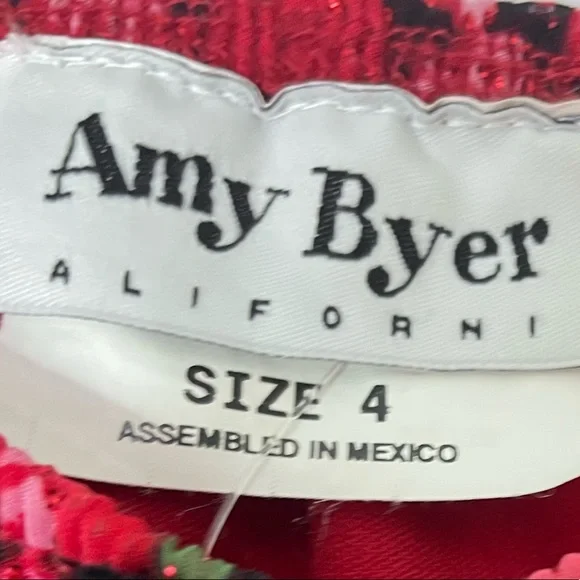 Amy Byer
ALIFORNI
SIZE 4
ASSEMBLED IN MEXICO